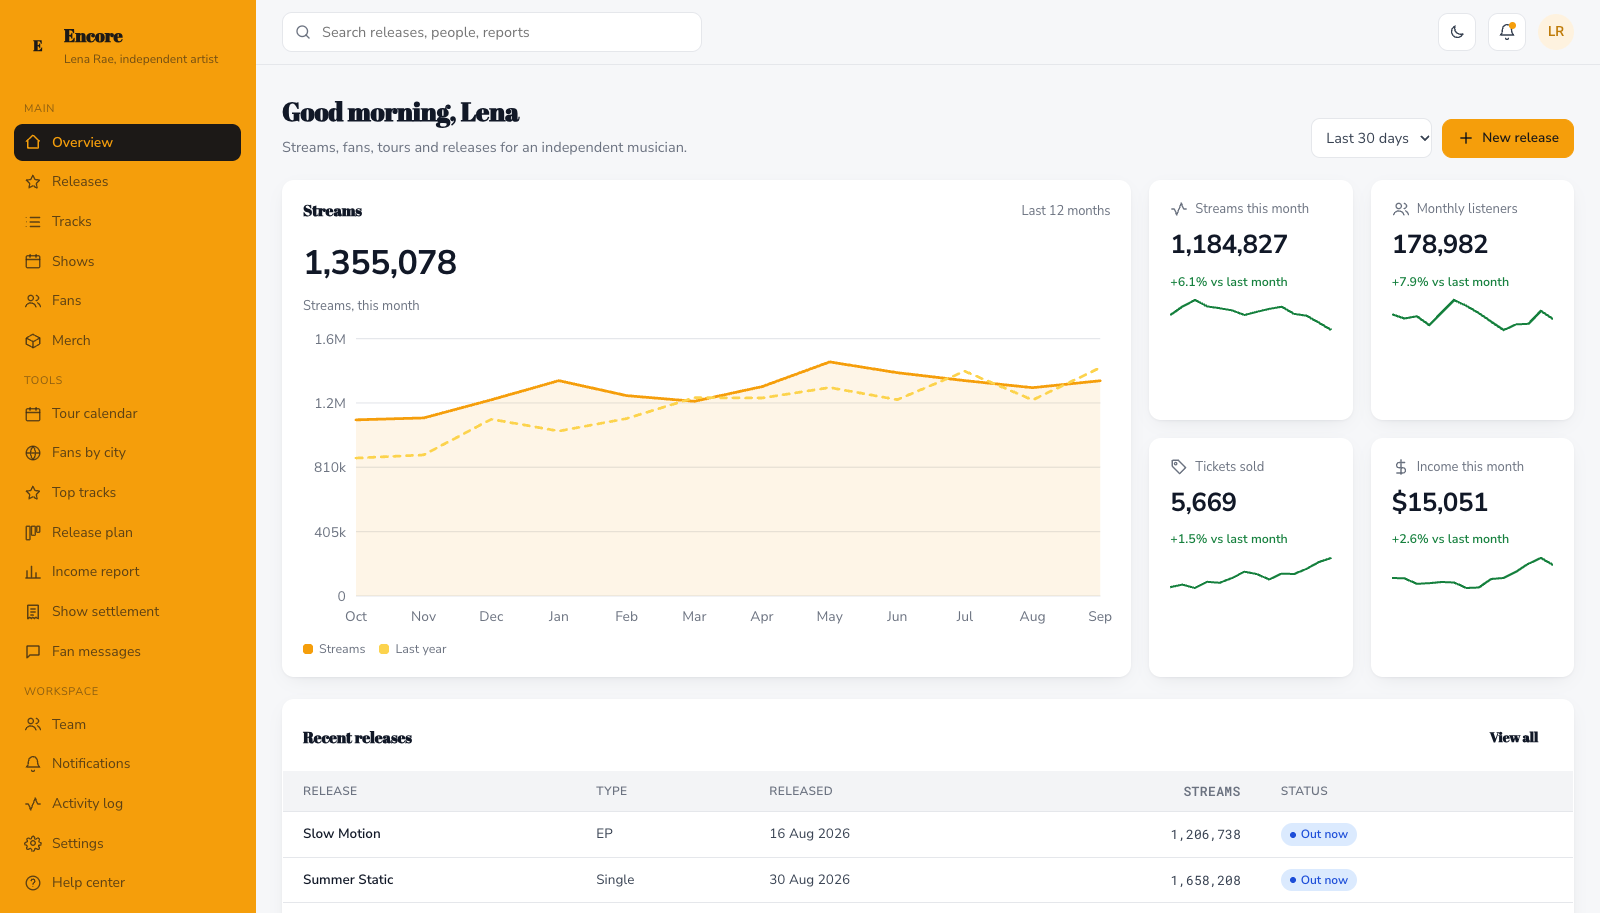 E
Encore
Lena Rae, independent artist
MAIN
Overview
Releases
Tracks
Shows
Fans
Merch
TOOLS
Tour calendar
Fans by city
Top tracks
Release plan
Income report
Show settlement
Fan messages
WORKSPACE
Team
Notifications
Activity log
Settings
Help center
Search releases, people, reports
LR
Good morning, Lena
Streams, fans, tours and releases for an independent musician.
Last 30 days
New release
Streams
Last 12 months
1,355,078
Streams, this month
1.6M
1.2M
810k
405k
0
Oct Nov Dec Jan Feb Mar Apr May Jun Jul Aug Sep
Streams Last year
Streams this month
1,184,827
+6.1% vs last month
Monthly listeners
178,982
+7.9% vs last month
Tickets sold
5,669
+1.5% vs last month
Income this month
$15,051
+2.6% vs last month
Recent releases
View all
RELEASE TYPE RELEASED STREAMS STATUS
Slow Motion EP 16 Aug 2026 1,206,738 Out now
Summer Static Single 30 Aug 2026 1,658,208 Out now